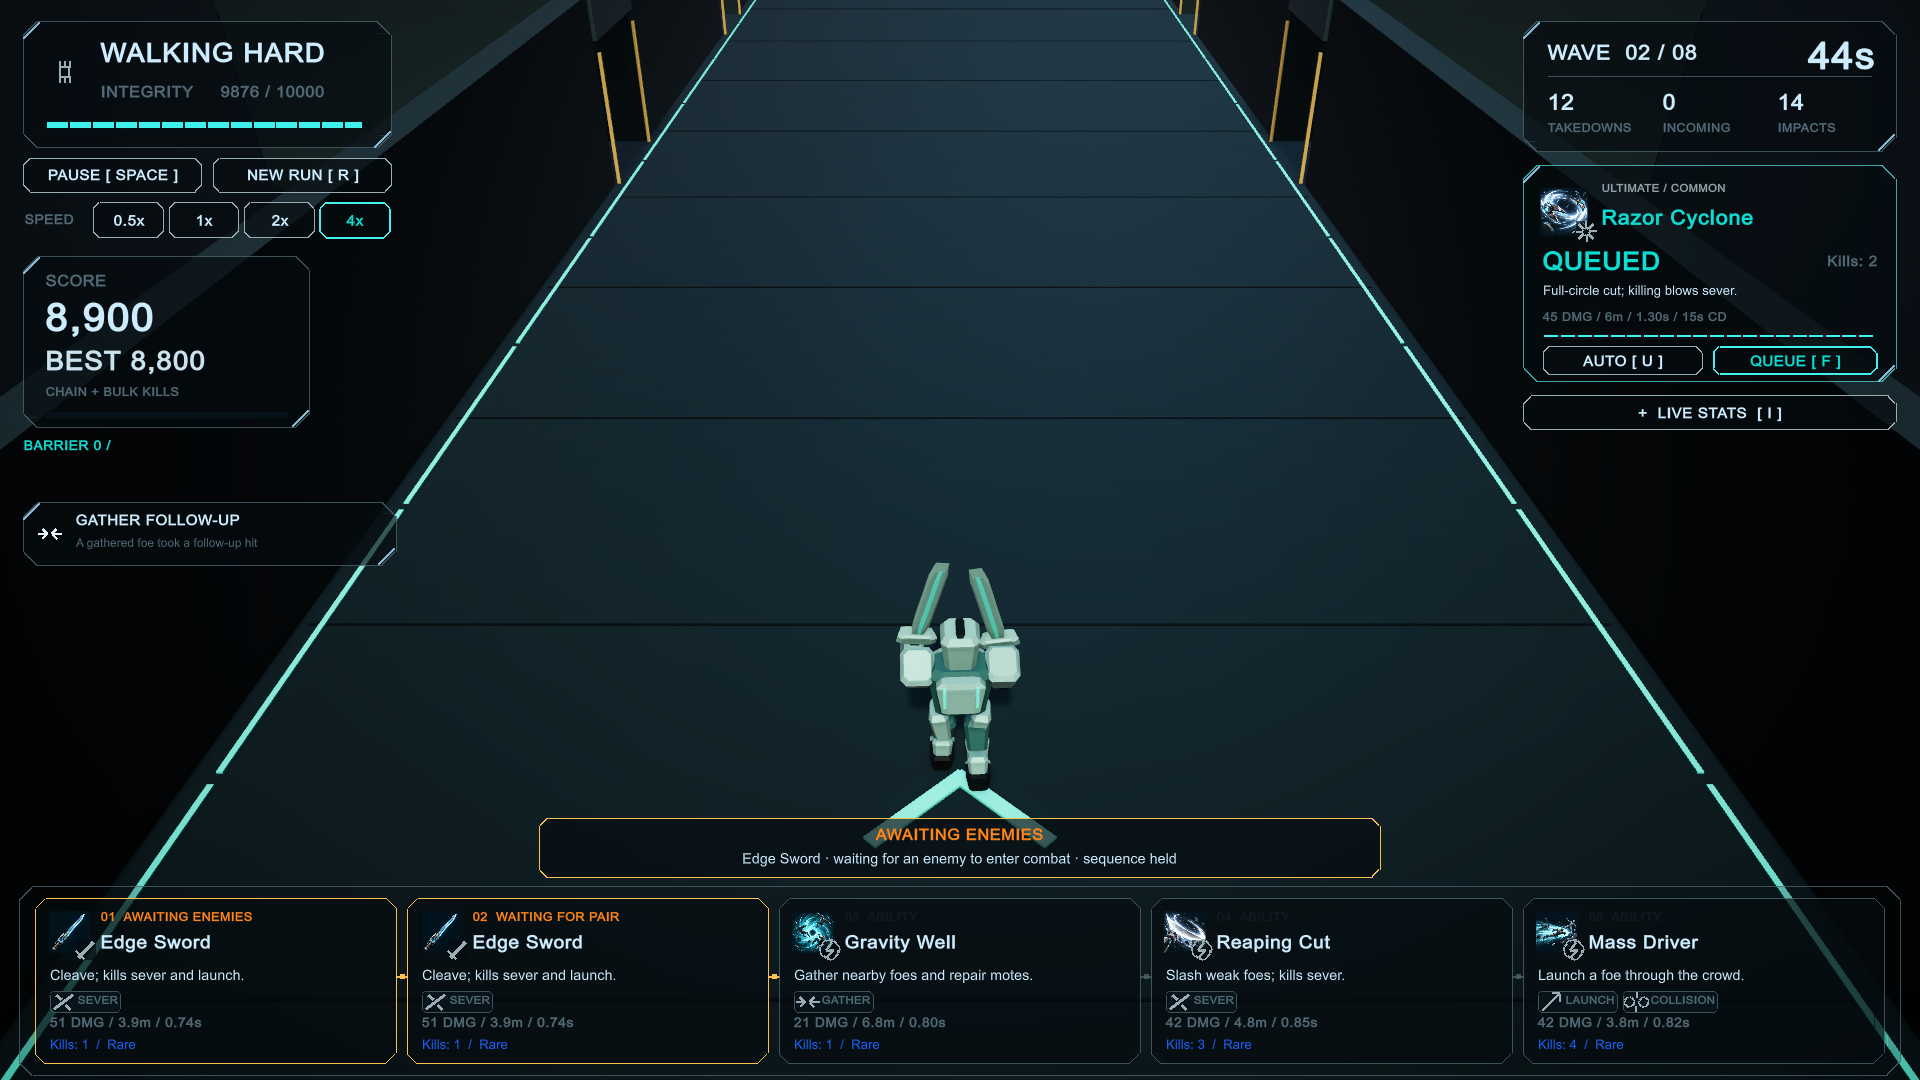 WALKING HARD
INTEGRITY 9876 / 10000
PAUSE [ SPACE ]
NEW RUN [ R ]
SPEED
0.5x
1x
2x
4x
SCORE
8,900
BEST 8,800
CHAIN + BULK KILLS
BARRIER 0 /
GATHER FOLLOW-UP
A gathered foe took a follow-up hit
WAVE 02 / 08
44s
12
TAKEDOWNS
0
INCOMING
14
IMPACTS
ULTIMATE / COMMON
Razor Cyclone
QUEUED
Kills: 2
Full-circle cut; killing blows sever.
45 DMG / 6m / 1.30s / 15s CD
AUTO [ U ]
QUEUE [ F ]
+ LIVE STATS [ I ]
AWAITING ENEMIES
Edge Sword · waiting for an enemy to enter combat · sequence held
01 AWAITING ENEMIES
Edge Sword
Cleave; kills sever and launch.
SEVER
51 DMG / 3.9m / 0.74s
Kills: 1 / Rare
02 WAITING FOR PAIR
Edge Sword
Cleave; kills sever and launch.
SEVER
51 DMG / 3.9m / 0.74s
Kills: 1 / Rare
03 ABILITY
Gravity Well
Gather nearby foes and repair motes.
GATHER
21 DMG / 6.8m / 0.80s
Kills: 1 / Rare
04 ABILITY
Reaping Cut
Slash weak foes; kills sever.
SEVER
42 DMG / 4.8m / 0.85s
Kills: 3 / Rare
05 ABILITY
Mass Driver
Launch a foe through the crowd.
LAUNCH
COLLISION
42 DMG / 3.8m / 0.82s
Kills: 4 / Rare